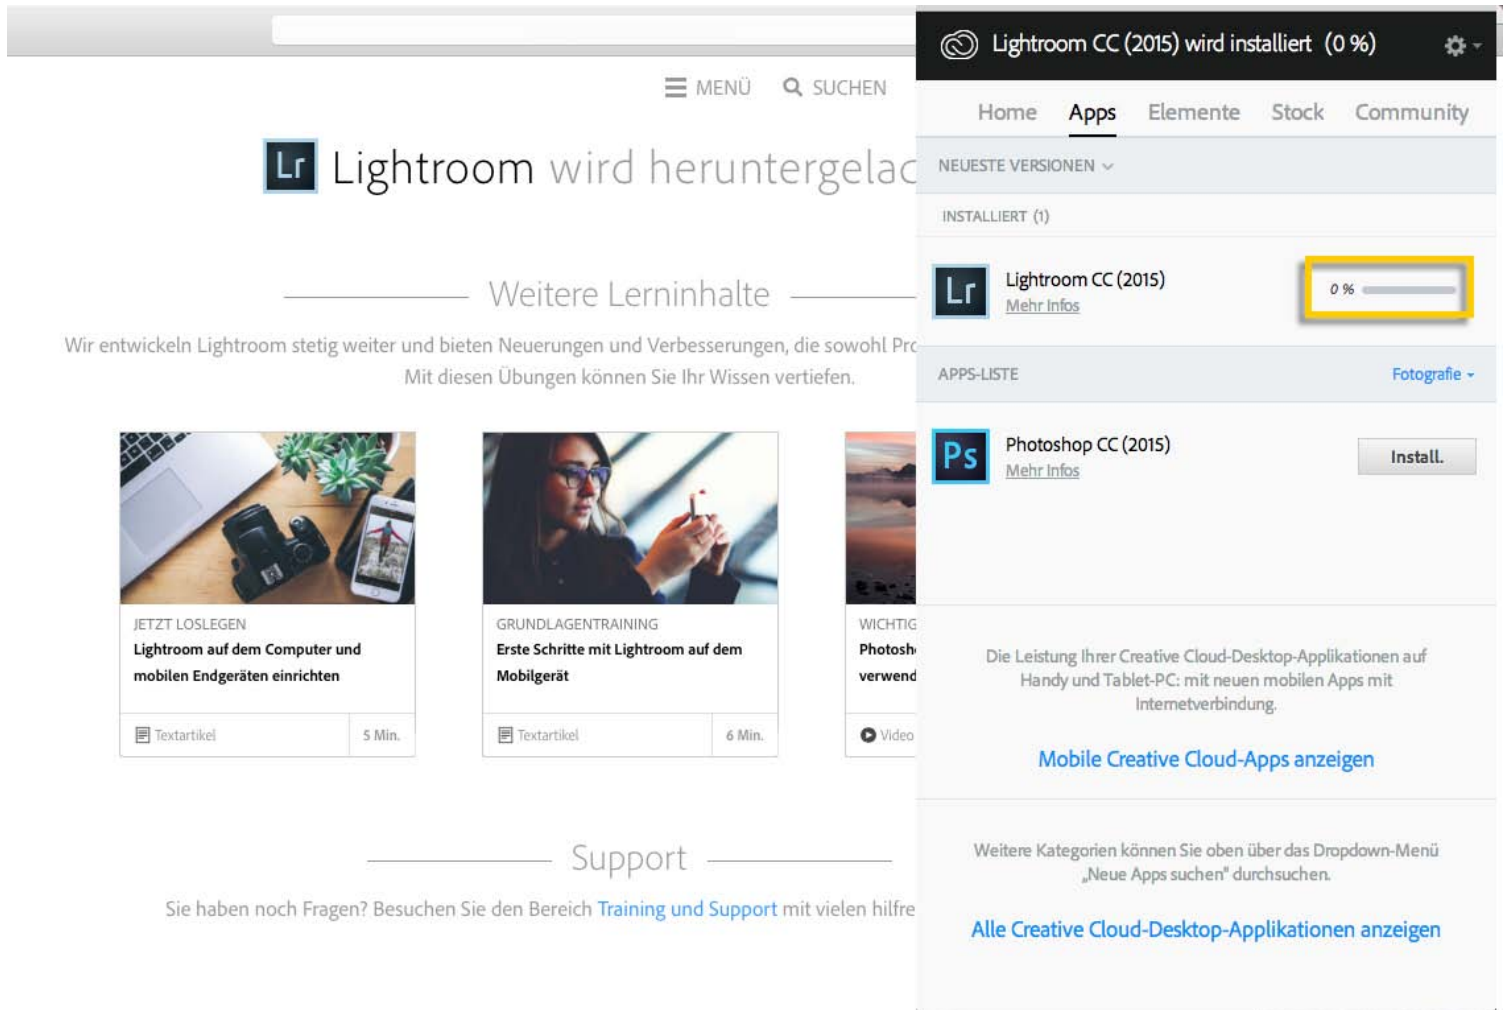 MENÜ
SUCHEN
Lr Lightroom wird
Weitere Lerninhalte
Wir entwickeln Lightroom stetig weiter und bieten Neuerungen und Verbesserungen, die sowohl
Mit diesen Übungen können Sie Ihr Wissen vertiefen.
JETZT LOSLEGEN
Lightroom auf dem Computer und
mobilen Endgeräten einrichten
Textartikel
5 Min.
GRUNDLAGENTRAINING
Erste Schritte mit Lightroom auf dem
Mobilgerät
Textartikel
6 Min.
Video
Support
Sie haben noch Fragen? Besuchen Sie den Bereich Training und Support mit vielen
Lightroom CC (2015) wird installiert (0 %)
Home Apps Elemente Stock Community
NEUESTE VERSIONEN
INSTALLIERT (1)
Lr
Lightroom CC (2015)
Mehr Infos
0 %
APPS-LISTE
Fotografie
Ps
Photoshop CC (2015)
Mehr Infos
Install.
Die Leistung Ihrer Creative Cloud-Desktop-Applikationen auf
Handy und Tablet-PC: mit neuen mobilen Apps mit
Internetverbindung.
Mobile Creative Cloud-Apps anzeigen
Weitere Kategorien können Sie oben über das Dropdown-Menü
„Neue Apps suchen" durchsuchen.
Alle Creative Cloud-Desktop-Applikationen anzeigen